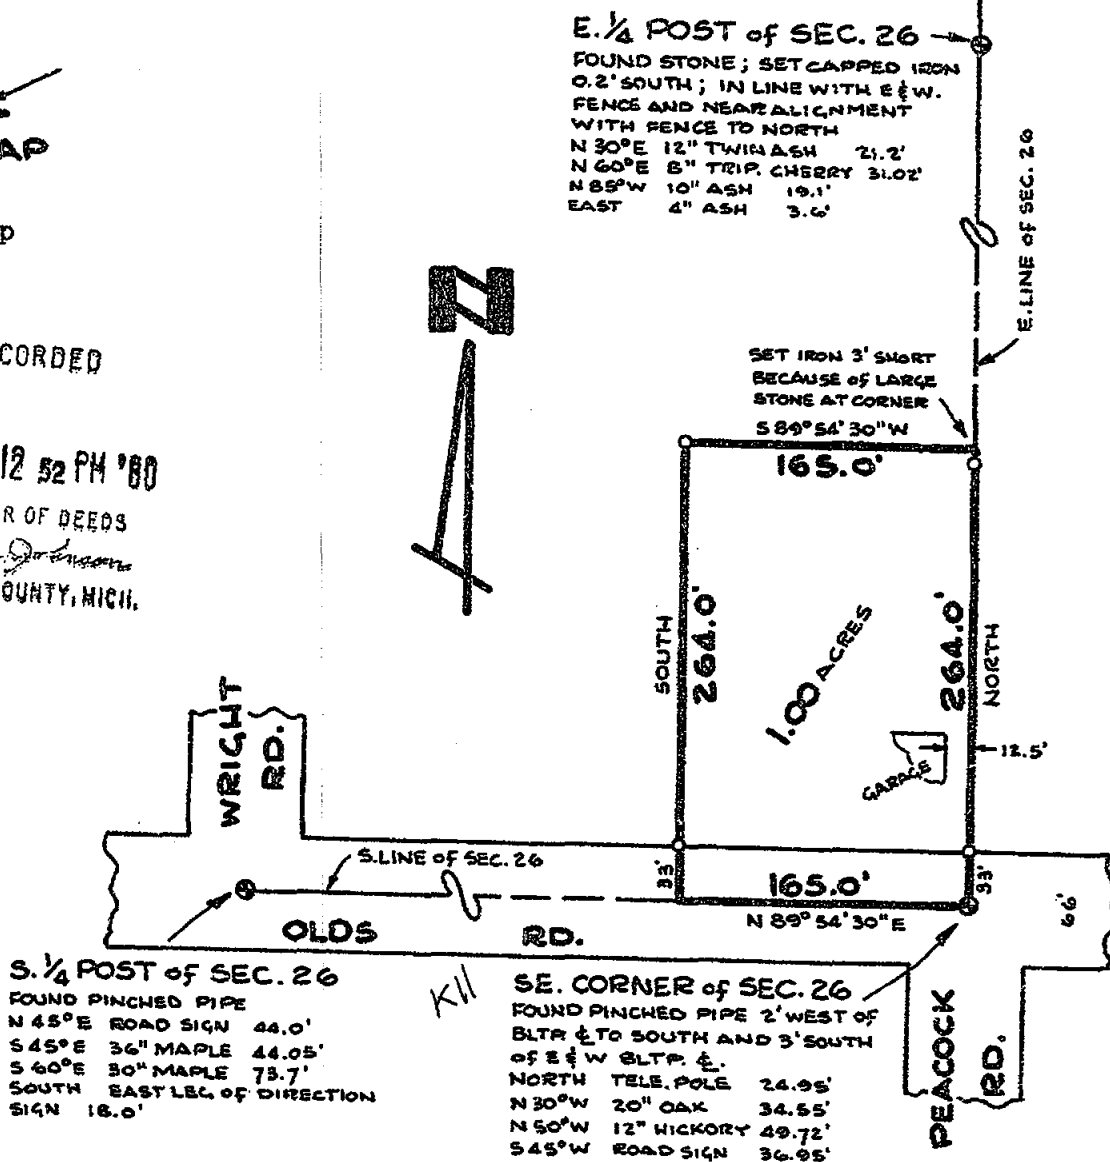 E. 1/4 POST of SEC. 26
FOUND STONE; SET CAPPED IRON
0.2' SOUTH; IN LINE WITH E & W.
FENCE AND NEAR ALIGNMENT
WITH FENCE TO NORTH
N 30°E 12" TWIN ASH 21.2'
N 60°E 8" TRIP. CHERRY 31.02'
N 85°W 10" ASH 19.1'
EAST 4" ASH 3.6'
E. LINE of SEC. 26
AP
p
CORDED
12 52 PM '80
R OF DEEDS
OUNTY, MICH.
N
SET IRON 3' SHORT
BECAUSE of LARGE
STONE AT CORNER
S 89° 54' 30" W
165.0'
SOUTH
264.0'
1.00 ACRES
264.0'
NORTH
GARAGE
12.5'
WRIGHT
RD.
S. LINE of SEC. 26
33'
165.0'
33'
N 89° 54' 30" E
66'
OLDS RD.
S. 1/4 POST of SEC. 26
FOUND PINCHED PIPE
N 45°E ROAD SIGN 44.0'
S 45°E 36" MAPLE 44.05'
S 60°E 30" MAPLE 73.7'
SOUTH EAST LEG OF DIRECTION
SIGN 18.0'
K11
SE. CORNER of SEC. 26
FOUND PINCHED PIPE 2' WEST OF
BLTP. ℄ TO SOUTH AND 3' SOUTH
OF E & W BLTP. ℄.
NORTH TELE. POLE 24.95'
N 30°W 20" OAK 34.55'
N 50°W 12" HICKORY 49.72'
S 45°W ROAD SIGN 36.95'
PEACOCK
RD.